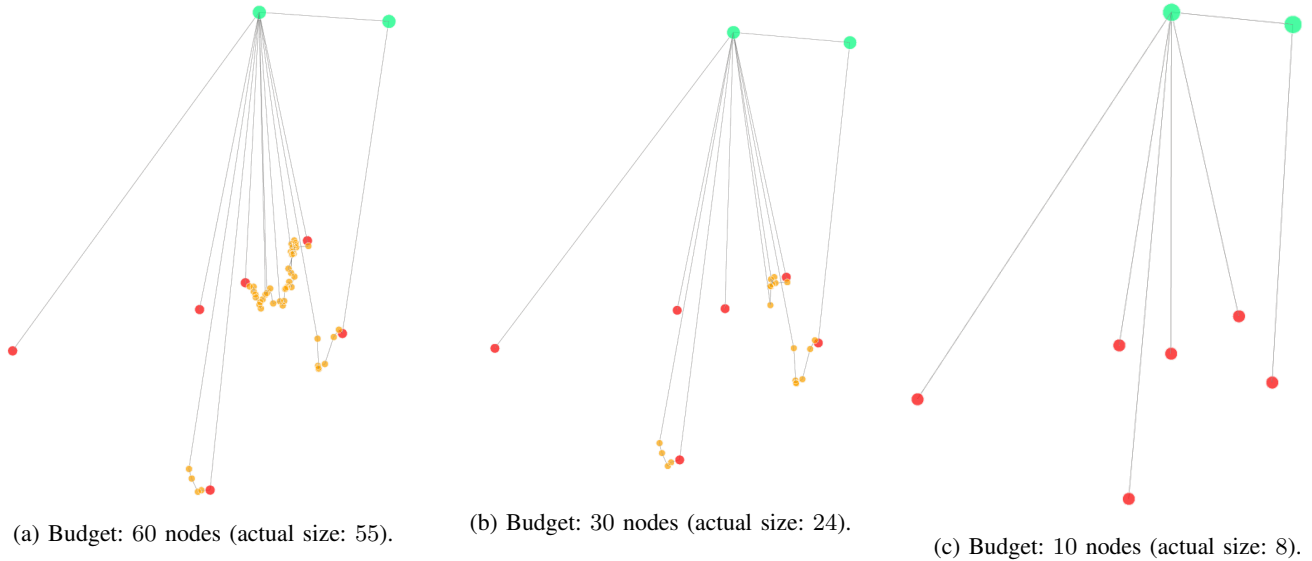 (a) Budget: 60 nodes (actual size: 55).
(b) Budget: 30 nodes (actual size: 24).
(c) Budget: 10 nodes (actual size: 8).